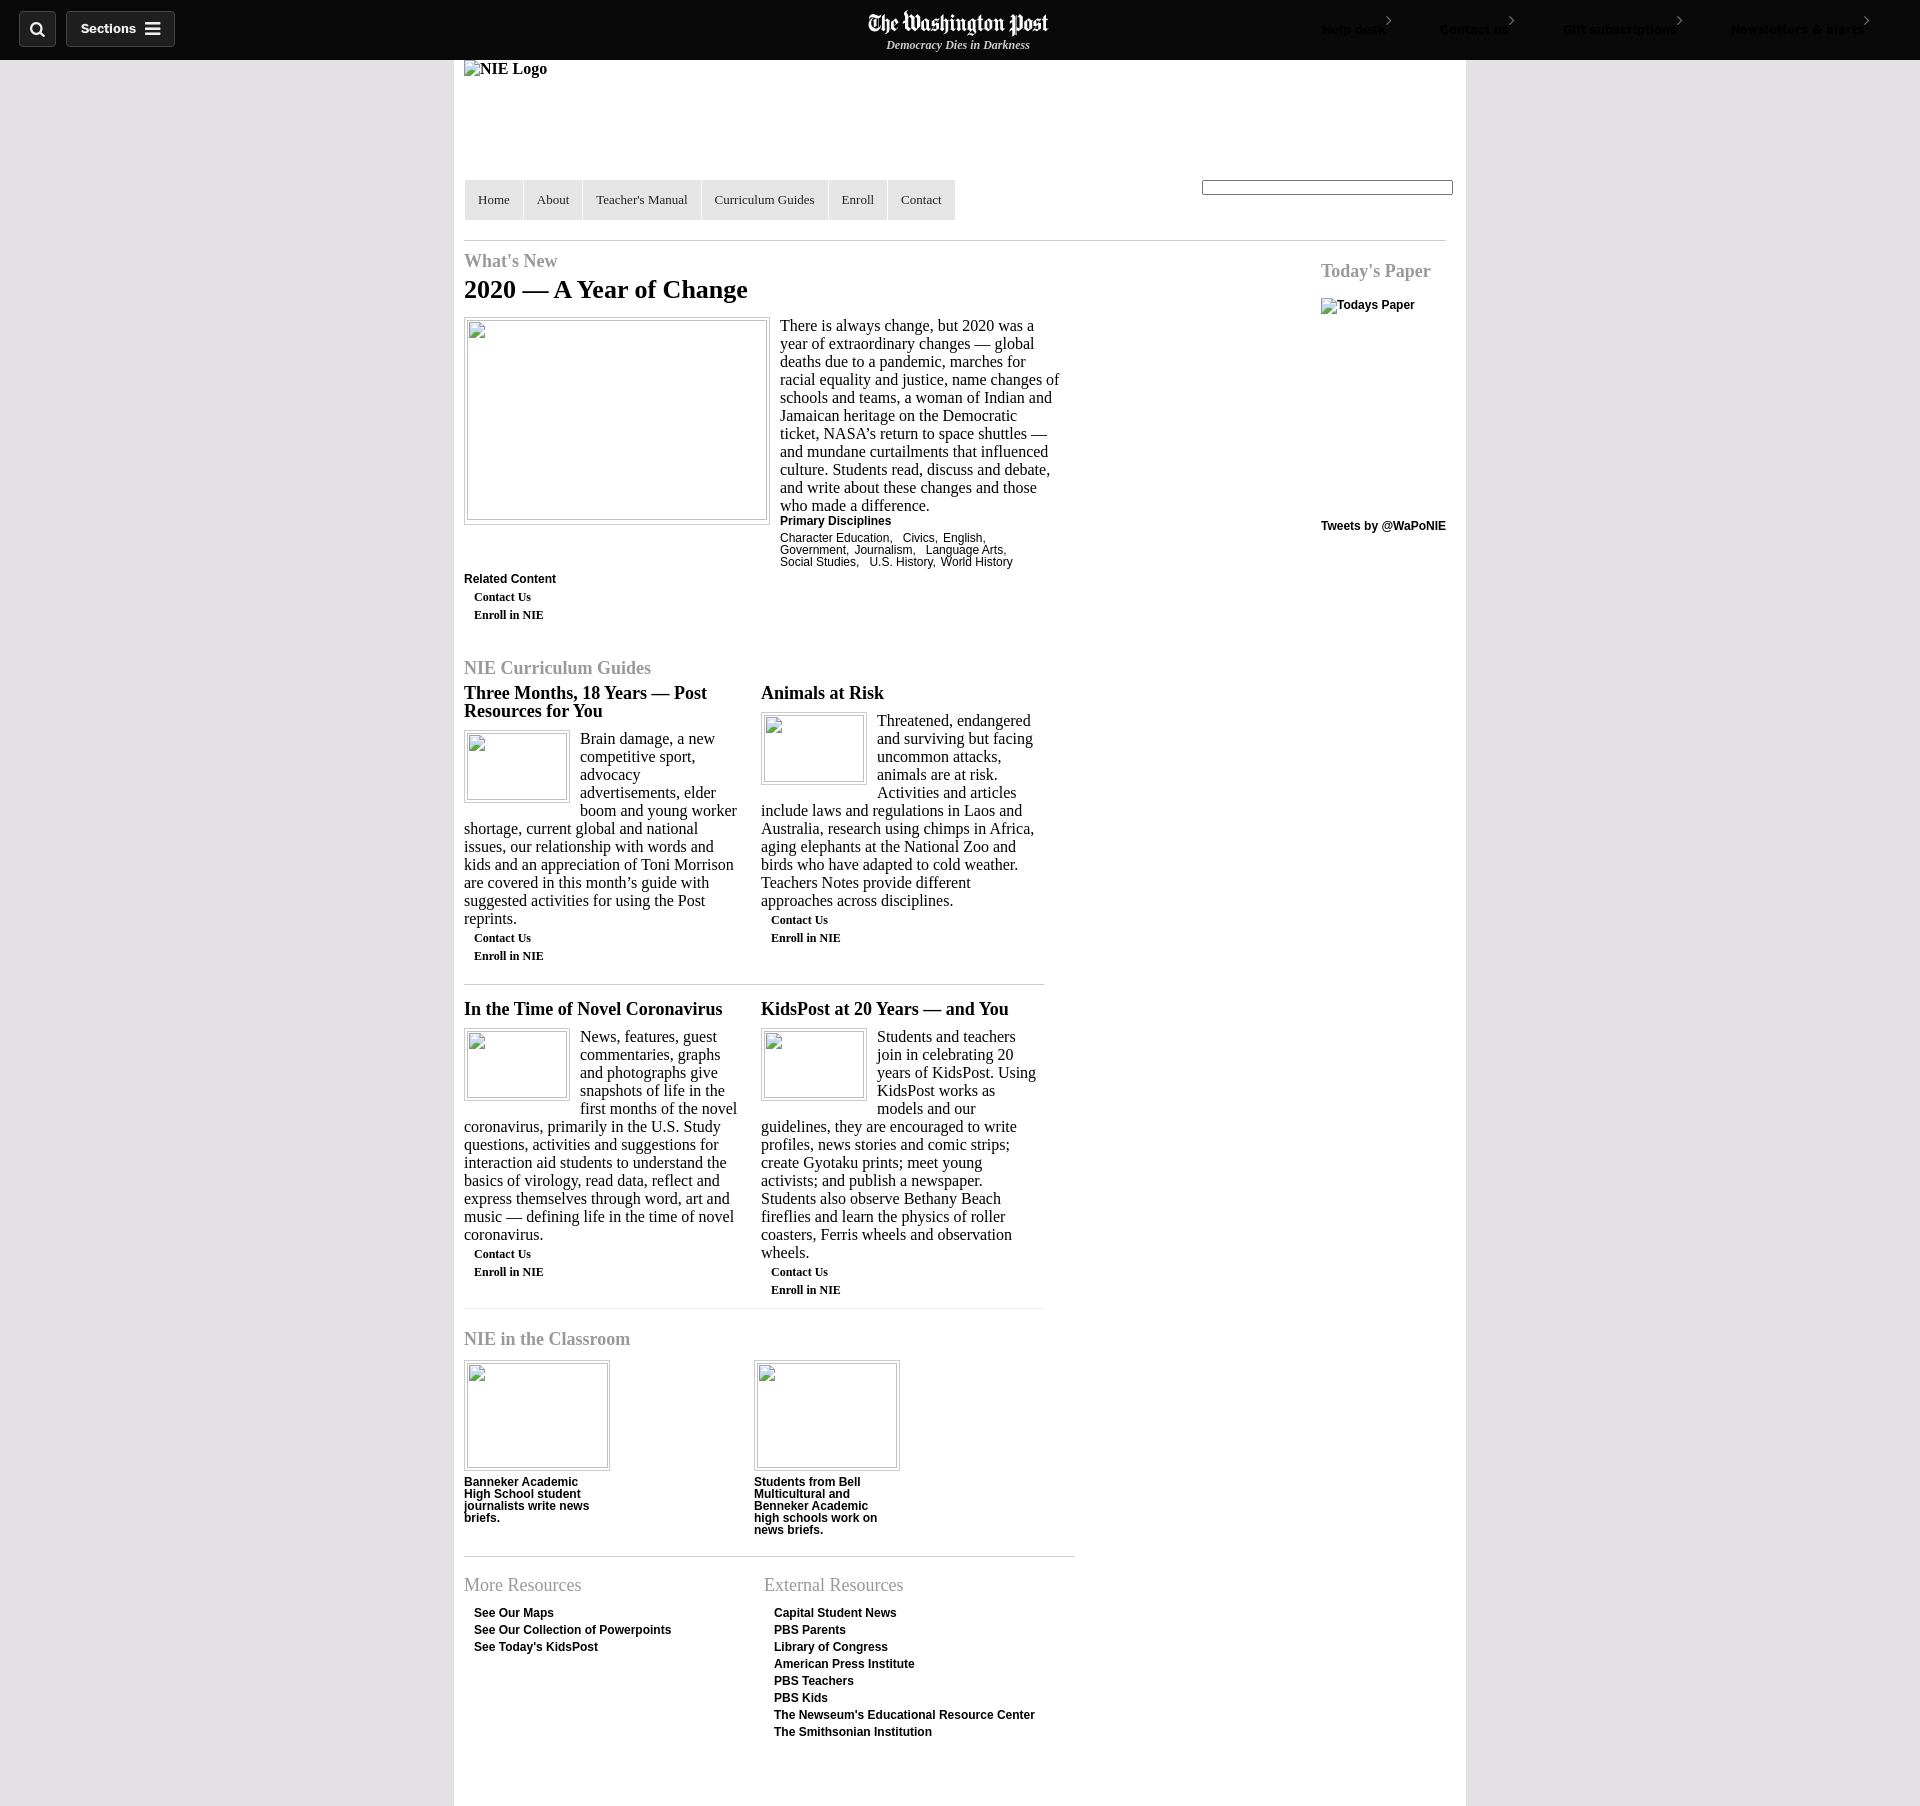 Sections
The Washington Post
Democracy Dies in Darkness
Help desk
Contact us
Gift subscriptions
Newsletters & alerts
NIE Logo
Home
About
Teacher's Manual
Curriculum Guides
Enroll
Contact
What's New
2020 — A Year of Change
There is always change, but 2020 was a
year of extraordinary changes — global
deaths due to a pandemic, marches for
racial equality and justice, name changes of
schools and teams, a woman of Indian and
Jamaican heritage on the Democratic
ticket, NASA’s return to space shuttles —
and mundane curtailments that influenced
culture. Students read, discuss and debate,
and write about these changes and those
who made a difference.
Primary Disciplines
Character Education, Civics, English,
Government, Journalism, Language Arts,
Social Studies, U.S. History, World History
Related Content
Contact Us
Enroll in NIE
Today's Paper
Todays Paper
Tweets by @WaPoNIE
NIE Curriculum Guides
Three Months, 18 Years — Post
Resources for You
Brain damage, a new
competitive sport,
advocacy
advertisements, elder
boom and young worker
shortage, current global and national
issues, our relationship with words and
kids and an appreciation of Toni Morrison
are covered in this month’s guide with
suggested activities for using the Post
reprints.
Contact Us
Enroll in NIE
Animals at Risk
Threatened, endangered
and surviving but facing
uncommon attacks,
animals are at risk.
Activities and articles
include laws and regulations in Laos and
Australia, research using chimps in Africa,
aging elephants at the National Zoo and
birds who have adapted to cold weather.
Teachers Notes provide different
approaches across disciplines.
Contact Us
Enroll in NIE
In the Time of Novel Coronavirus
News, features, guest
commentaries, graphs
and photographs give
snapshots of life in the
first months of the novel
coronavirus, primarily in the U.S. Study
questions, activities and suggestions for
interaction aid students to understand the
basics of virology, read data, reflect and
express themselves through word, art and
music — defining life in the time of novel
coronavirus.
Contact Us
Enroll in NIE
KidsPost at 20 Years — and You
Students and teachers
join in celebrating 20
years of KidsPost. Using
KidsPost works as
models and our
guidelines, they are encouraged to write
profiles, news stories and comic strips;
create Gyotaku prints; meet young
activists; and publish a newspaper.
Students also observe Bethany Beach
fireflies and learn the physics of roller
coasters, Ferris wheels and observation
wheels.
Contact Us
Enroll in NIE
NIE in the Classroom
Banneker Academic
High School student
journalists write news
briefs.
Students from Bell
Multicultural and
Benneker Academic
high schools work on
news briefs.
More Resources
See Our Maps
See Our Collection of Powerpoints
See Today's KidsPost
External Resources
Capital Student News
PBS Parents
Library of Congress
American Press Institute
PBS Teachers
PBS Kids
The Newseum's Educational Resource Center
The Smithsonian Institution